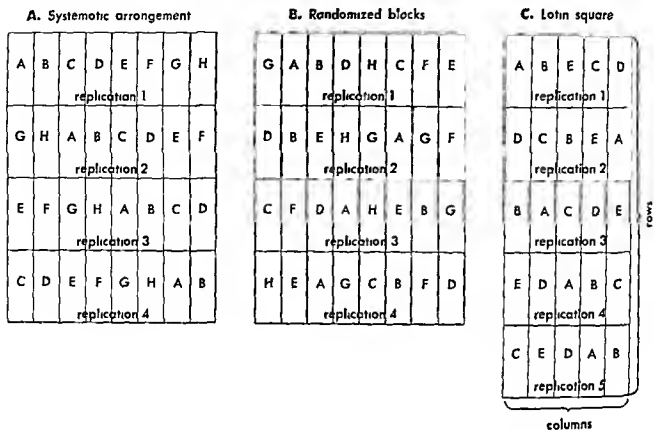 A. Systematic arrangement
A B C D E F G H
replication 1
G H A B C D E F
replication 2
E F G H A B C D
replication 3
C D E F G H A B
replication 4
B. Randomized blocks
G A B D H C F E
replication 1
D B E H G A G F
replication 2
C F D A H E B G
replication 3
H E A G C B F D
replication 4
C. Lotin square
A B E C D
replication 1
D C B E A
replication 2
B A C D E
replication 3
E D A B C
replication 4
C E D A B
replication 5
rows
columns